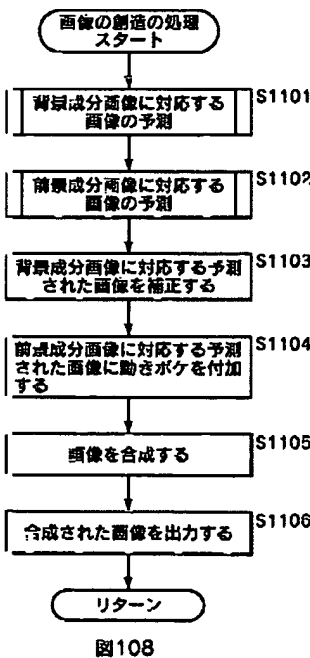 画像の創造の処理
スタート
背景成分画像に対応する
画像の予測
S1101
前景成分画像に対応する
画像の予測
S1102
背景成分画像に対応する予測
された画像を補正する
S1103
前景成分画像に対応する予測
された画像に動きボケを付加
する
S1104
画像を合成する
S1105
合成された画像を出力する
S1106
リターン
図108